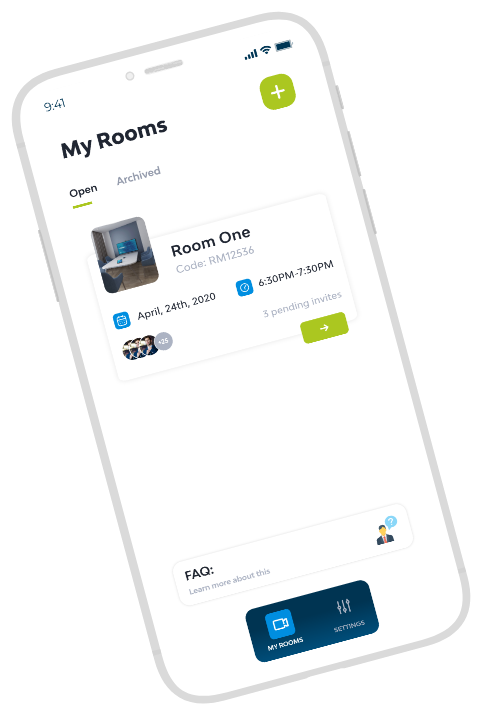 9:41
My Rooms
Open
Archived
Room One
Code: RM12536
April, 24th, 2020
6:30PM-7:30PM
+25
3 pending invites
FAQ:
Learn more about this
MY ROOMS
SETTINGS